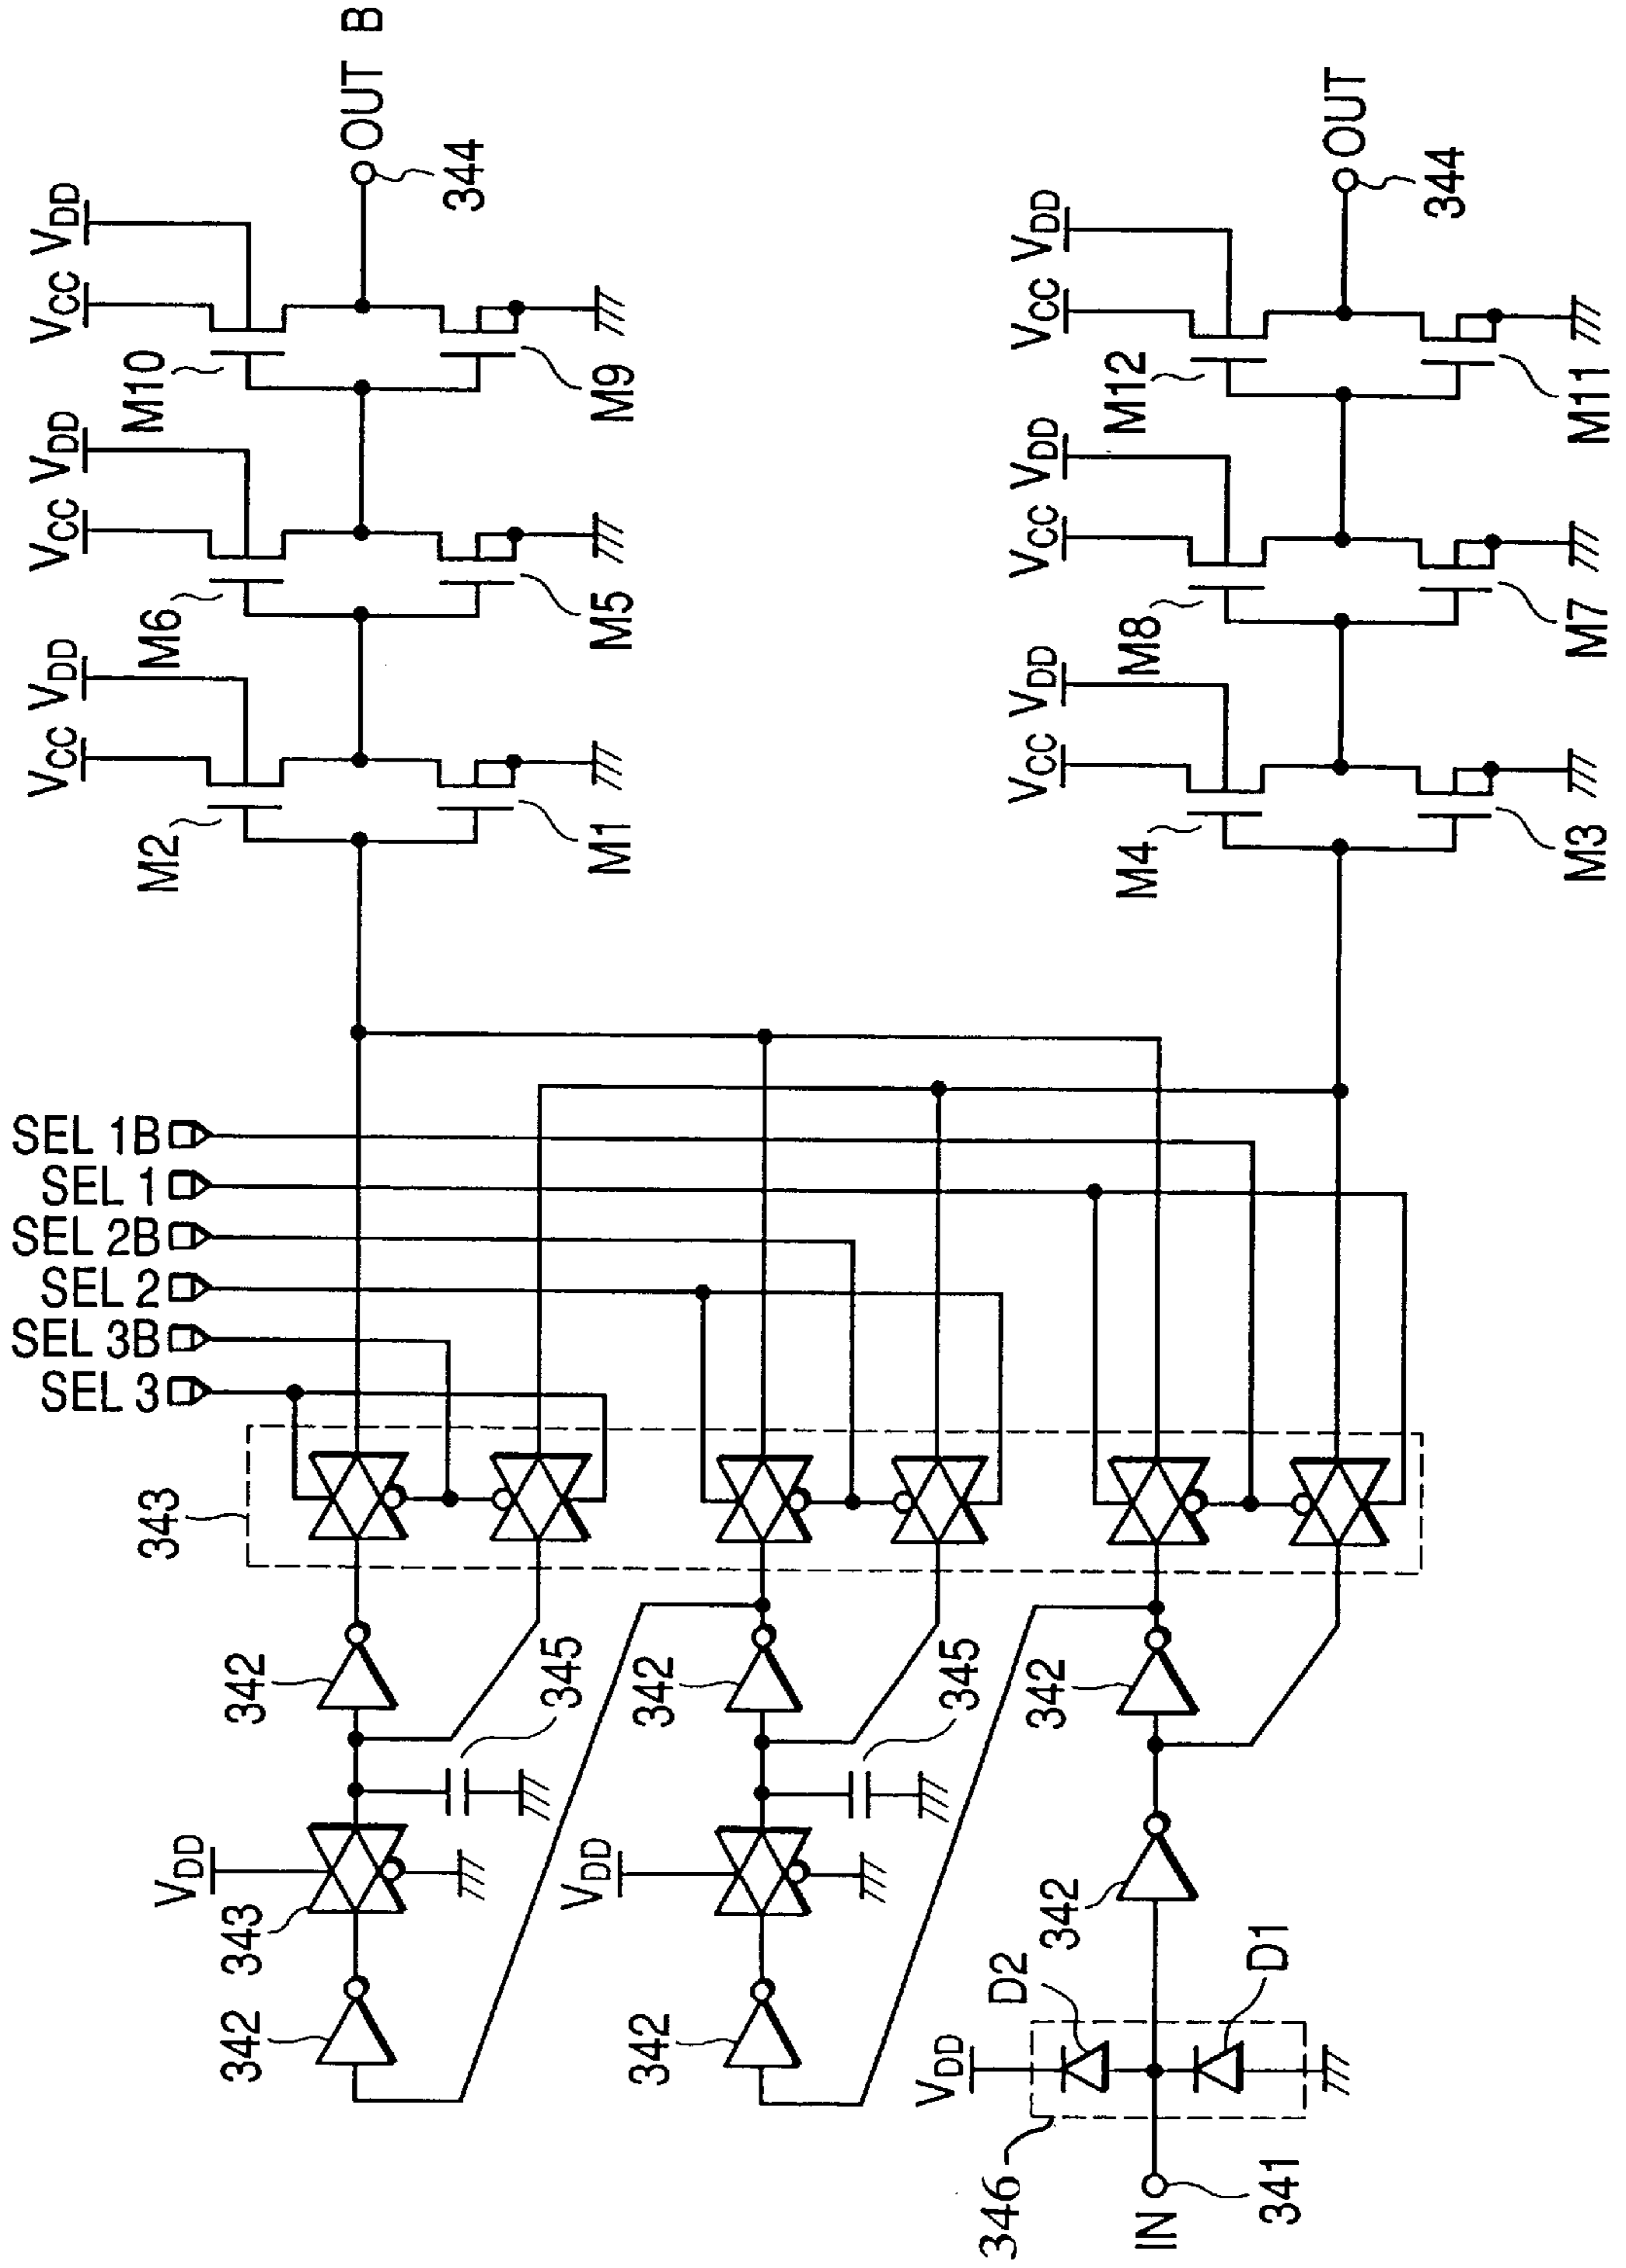 OUT B
344
VDD
VCC
M10
M9
VDD
VCC
M6
M5
VDD
VCC
M2
M1
OUT
344
VDD
VCC
M12
M11
VDD
VCC
M8
M7
VDD
VCC
M4
M3
SEL 1B
SEL 1
SEL 2B
SEL 2
SEL 3B
SEL 3
343
342
345
342
345
342
VDD
343
VDD
342
342
342
D2
D1
VDD
346
IN
341